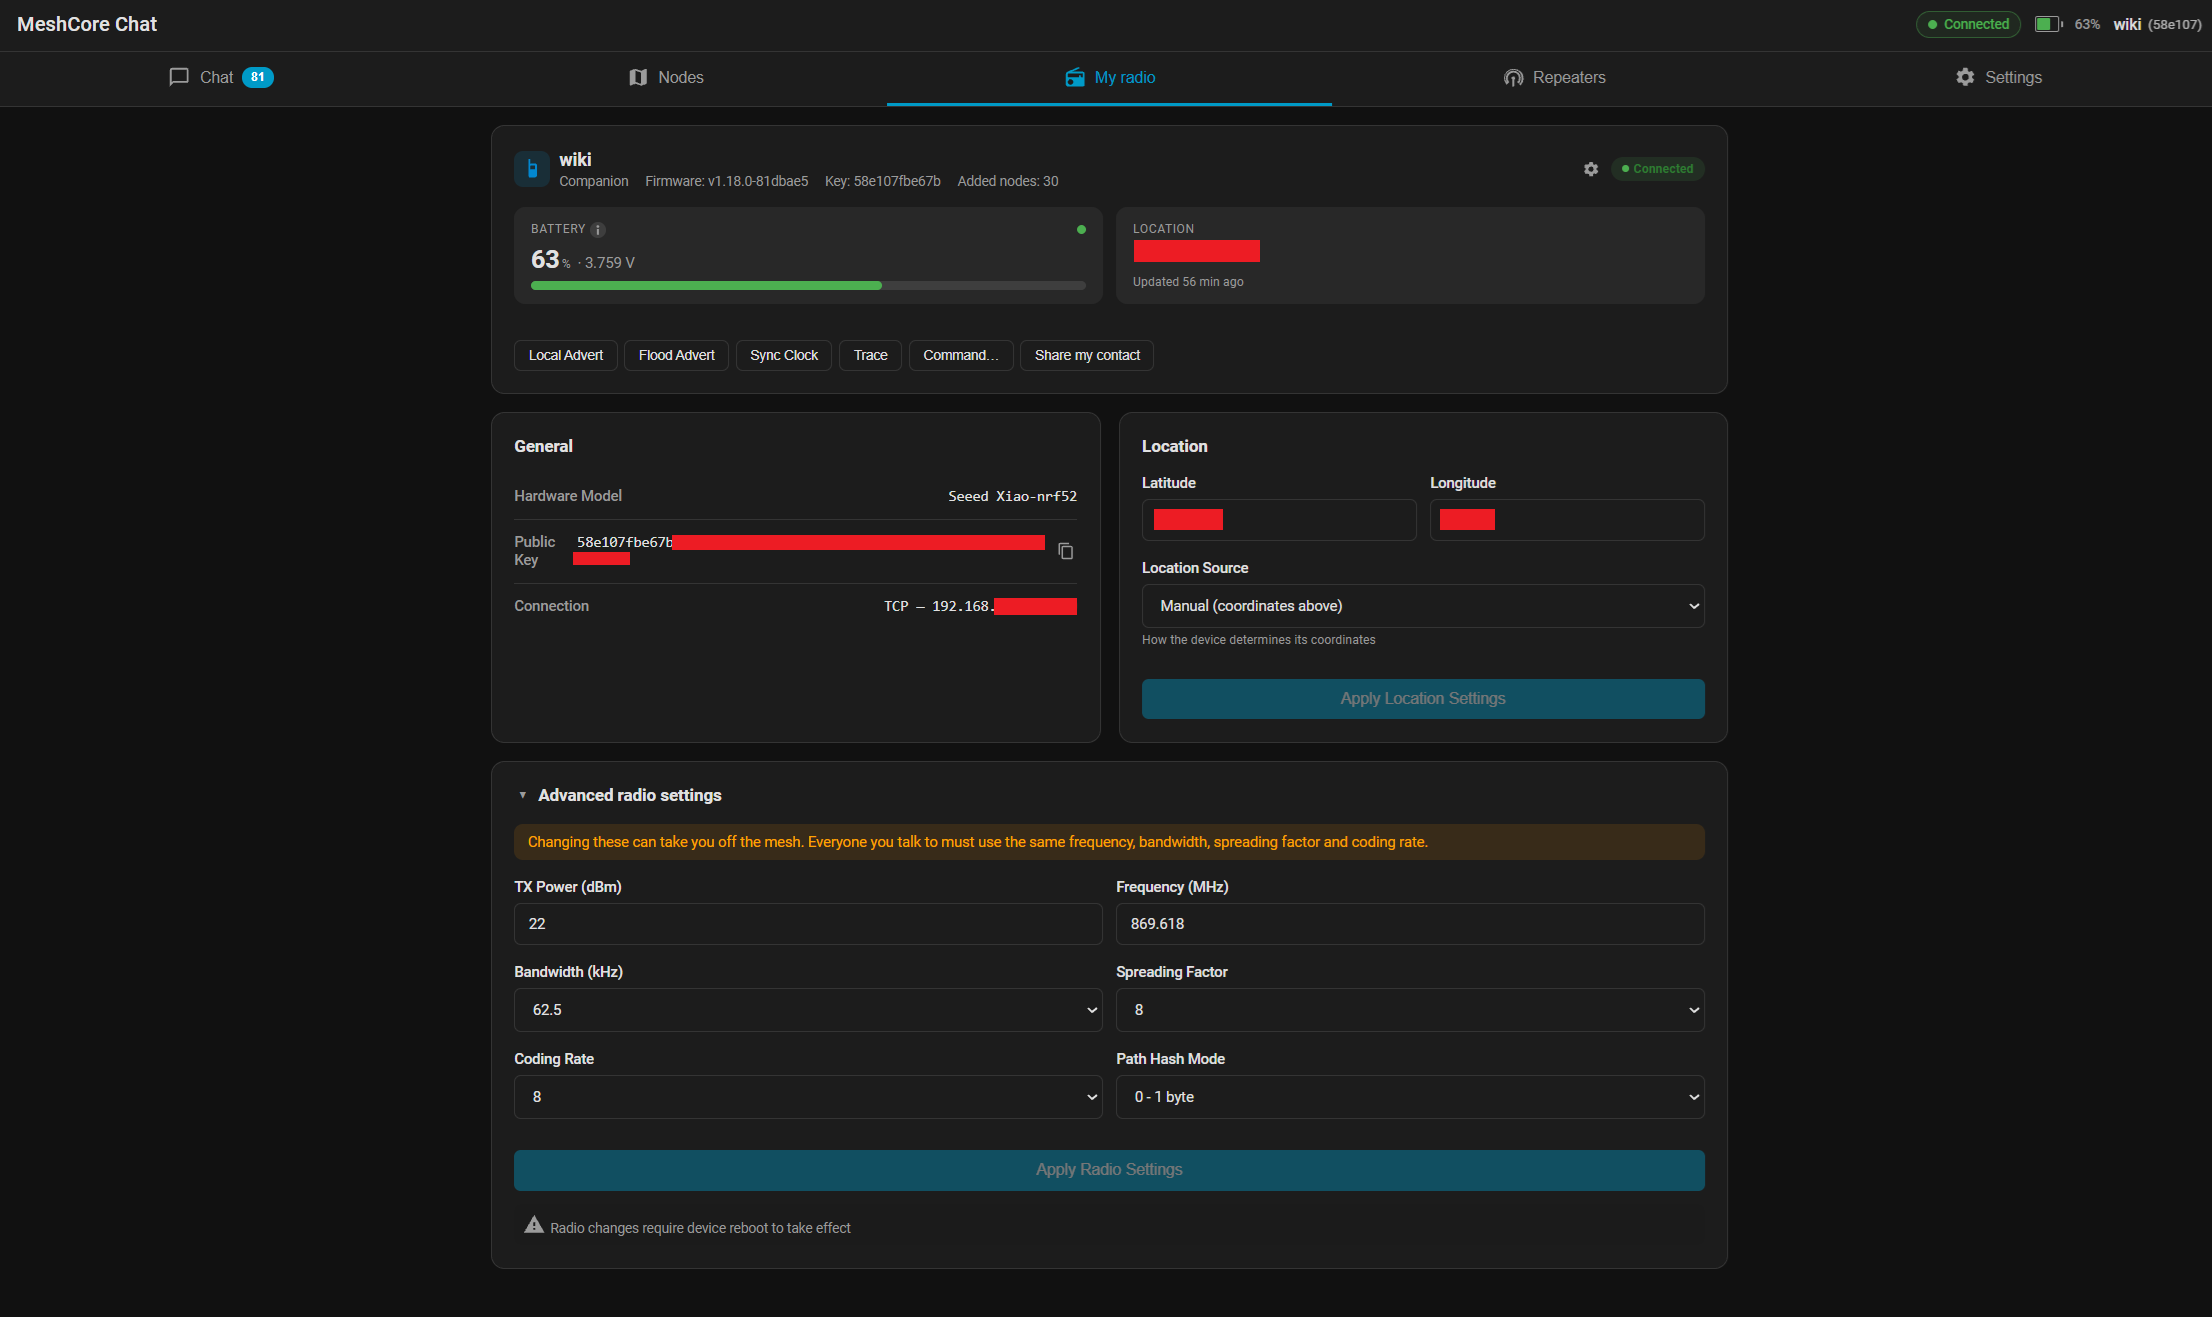 MeshCore Chat
Connected
63%
wiki (58e107)
Chat 81
Nodes
My radio
Repeaters
Settings
wiki
Companion Firmware: v1.18.0-81dbae5 Key: 58e107fbe67b Added nodes: 30
Connected
BATTERY
63% · 3.759 V
LOCATION
Updated 56 min ago
Local Advert
Flood Advert
Sync Clock
Trace
Command...
Share my contact
General
Hardware Model Seeed Xiao-nrf52
Public Key 58e107fbe67b
Connection TCP — 192.168.
Location
Latitude
Longitude
Location Source
Manual (coordinates above)
How the device determines its coordinates
Apply Location Settings
Advanced radio settings
Changing these can take you off the mesh. Everyone you talk to must use the same frequency, bandwidth, spreading factor and coding rate.
TX Power (dBm)
22
Frequency (MHz)
869.618
Bandwidth (kHz)
62.5
Spreading Factor
8
Coding Rate
8
Path Hash Mode
0 - 1 byte
Apply Radio Settings
Radio changes require device reboot to take effect